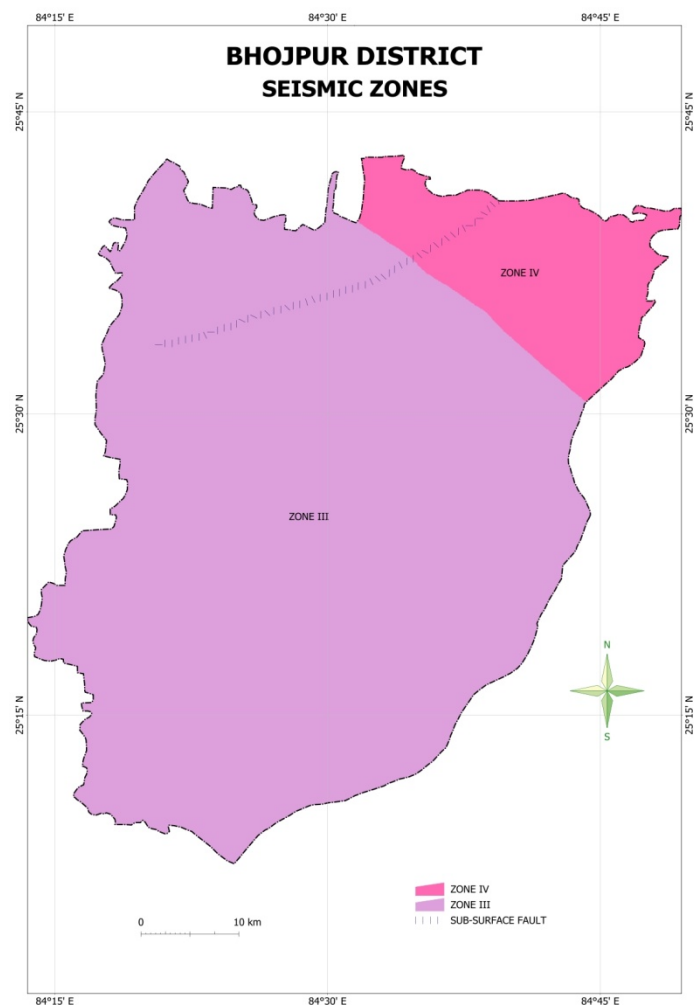 84°15' E
84°30' E
84°45' E
BHOJPUR DISTRICT
SEISMIC ZONES
25°45' N
25°45' N
ZONE IV
25°30' N
25°30' N
ZONE III
N
25°15' N
25°15' N
S
ZONE IV
ZONE III
SUB-SURFACE FAULT
0 10 km
84°15' E
84°30' E
84°45' E